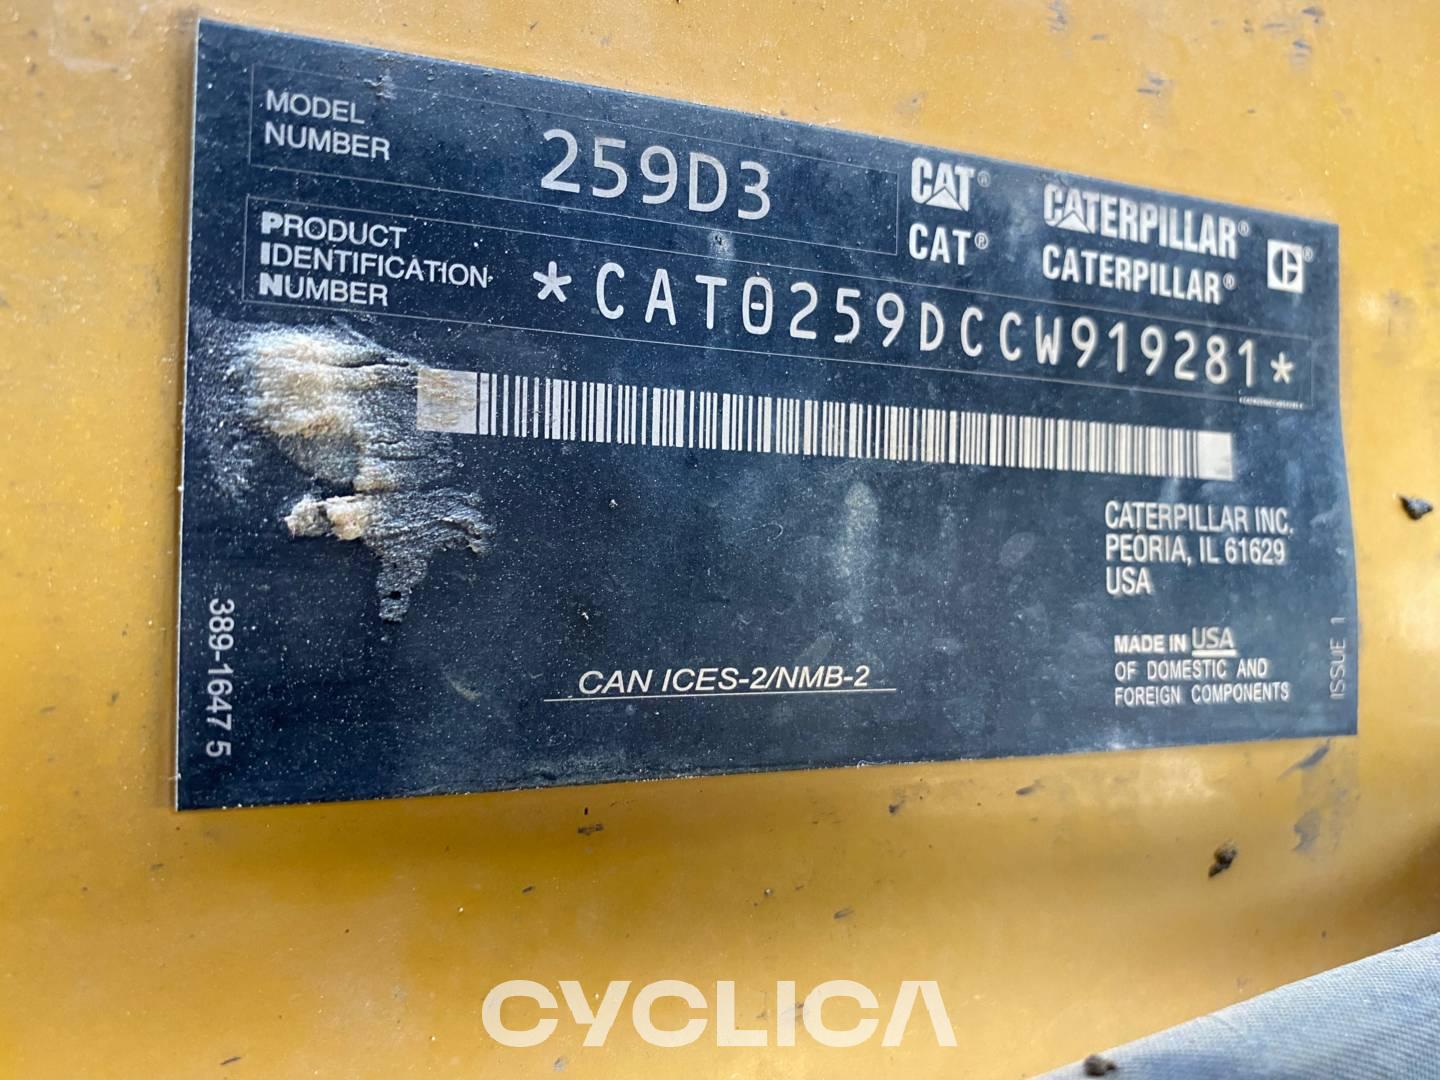 MODEL
NUMBER
259D3
CAT®
CATERPILLAR®
CAT®
CATERPILLAR®
PRODUCT
IDENTIFICATION
NUMBER
*CAT0259DCCW919281*
CATERPILLAR INC.
PEORIA, IL 61629
USA
MADE IN USA
OF DOMESTIC AND
FOREIGN COMPONENTS
CAN ICES-2/NMB-2
389-1647 5
ISSUE 1
CYCLICA